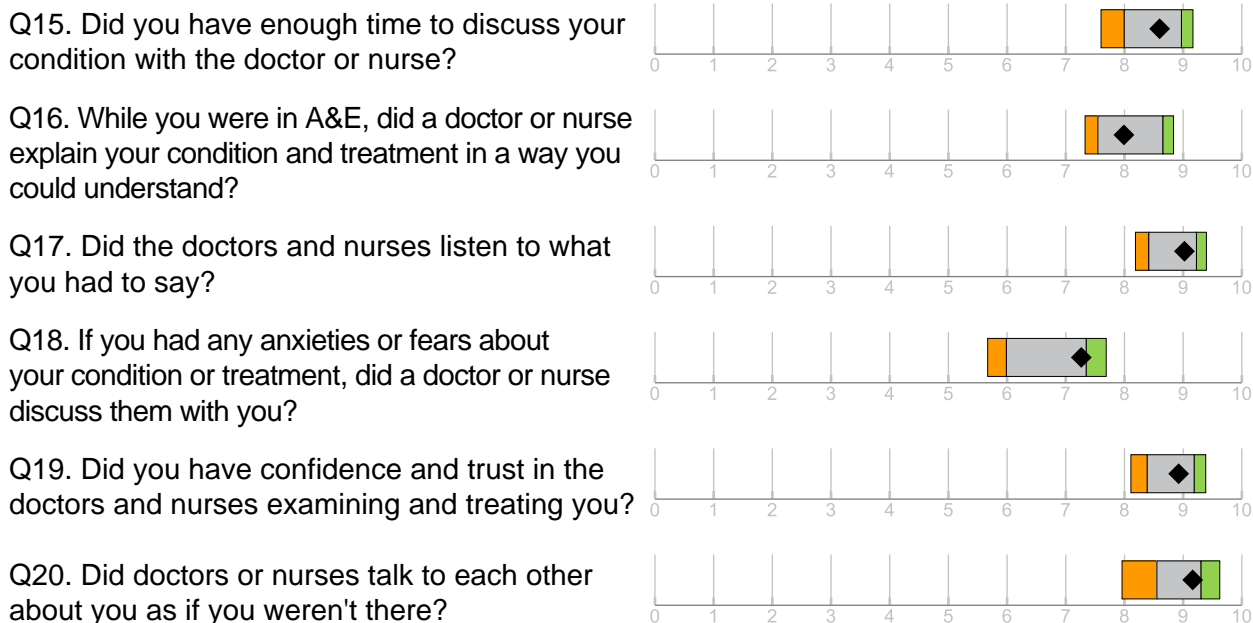 Q15. Did you have enough time to discuss your
condition with the doctor or nurse?
0 1 2 3 4 5 6 7 8 9 10
Q16. While you were in A&E, did a doctor or nurse
explain your condition and treatment in a way you
could understand?
0 1 2 3 4 5 6 7 8 9 10
Q17. Did the doctors and nurses listen to what
you had to say?
0 1 2 3 4 5 6 7 8 9 10
Q18. If you had any anxieties or fears about
your condition or treatment, did a doctor or nurse
discuss them with you?
0 1 2 3 4 5 6 7 8 9 10
Q19. Did you have confidence and trust in the
doctors and nurses examining and treating you?
0 1 2 3 4 5 6 7 8 9 10
Q20. Did doctors or nurses talk to each other
about you as if you weren't there?
0 1 2 3 4 5 6 7 8 9 10